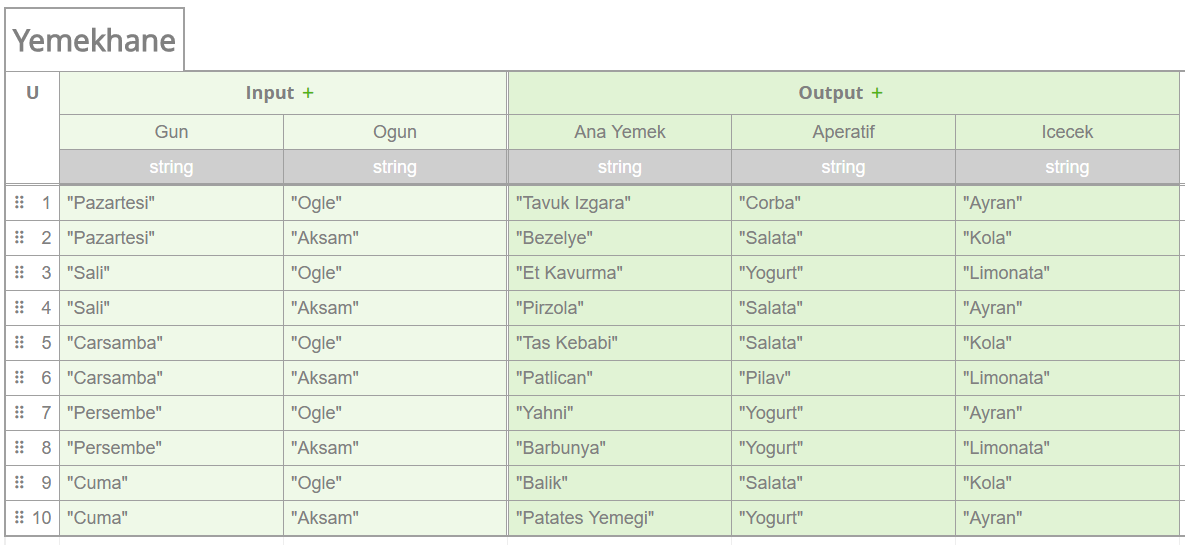 Yemekhane
U Input + Output +
Gun Ogun Ana Yemek Aperatif Icecek
string string string string string
1 "Pazartesi" "Ogle" "Tavuk Izgara" "Corba" "Ayran"
2 "Pazartesi" "Aksam" "Bezelye" "Salata" "Kola"
3 "Sali" "Ogle" "Et Kavurma" "Yogurt" "Limonata"
4 "Sali" "Aksam" "Pirzola" "Salata" "Ayran"
5 "Carsamba" "Ogle" "Tas Kebabi" "Salata" "Kola"
6 "Carsamba" "Aksam" "Patlican" "Pilav" "Limonata"
7 "Persembe" "Ogle" "Yahni" "Yogurt" "Ayran"
8 "Persembe" "Aksam" "Barbunya" "Yogurt" "Limonata"
9 "Cuma" "Ogle" "Balik" "Salata" "Kola"
10 "Cuma" "Aksam" "Patates Yemegi" "Yogurt" "Ayran"